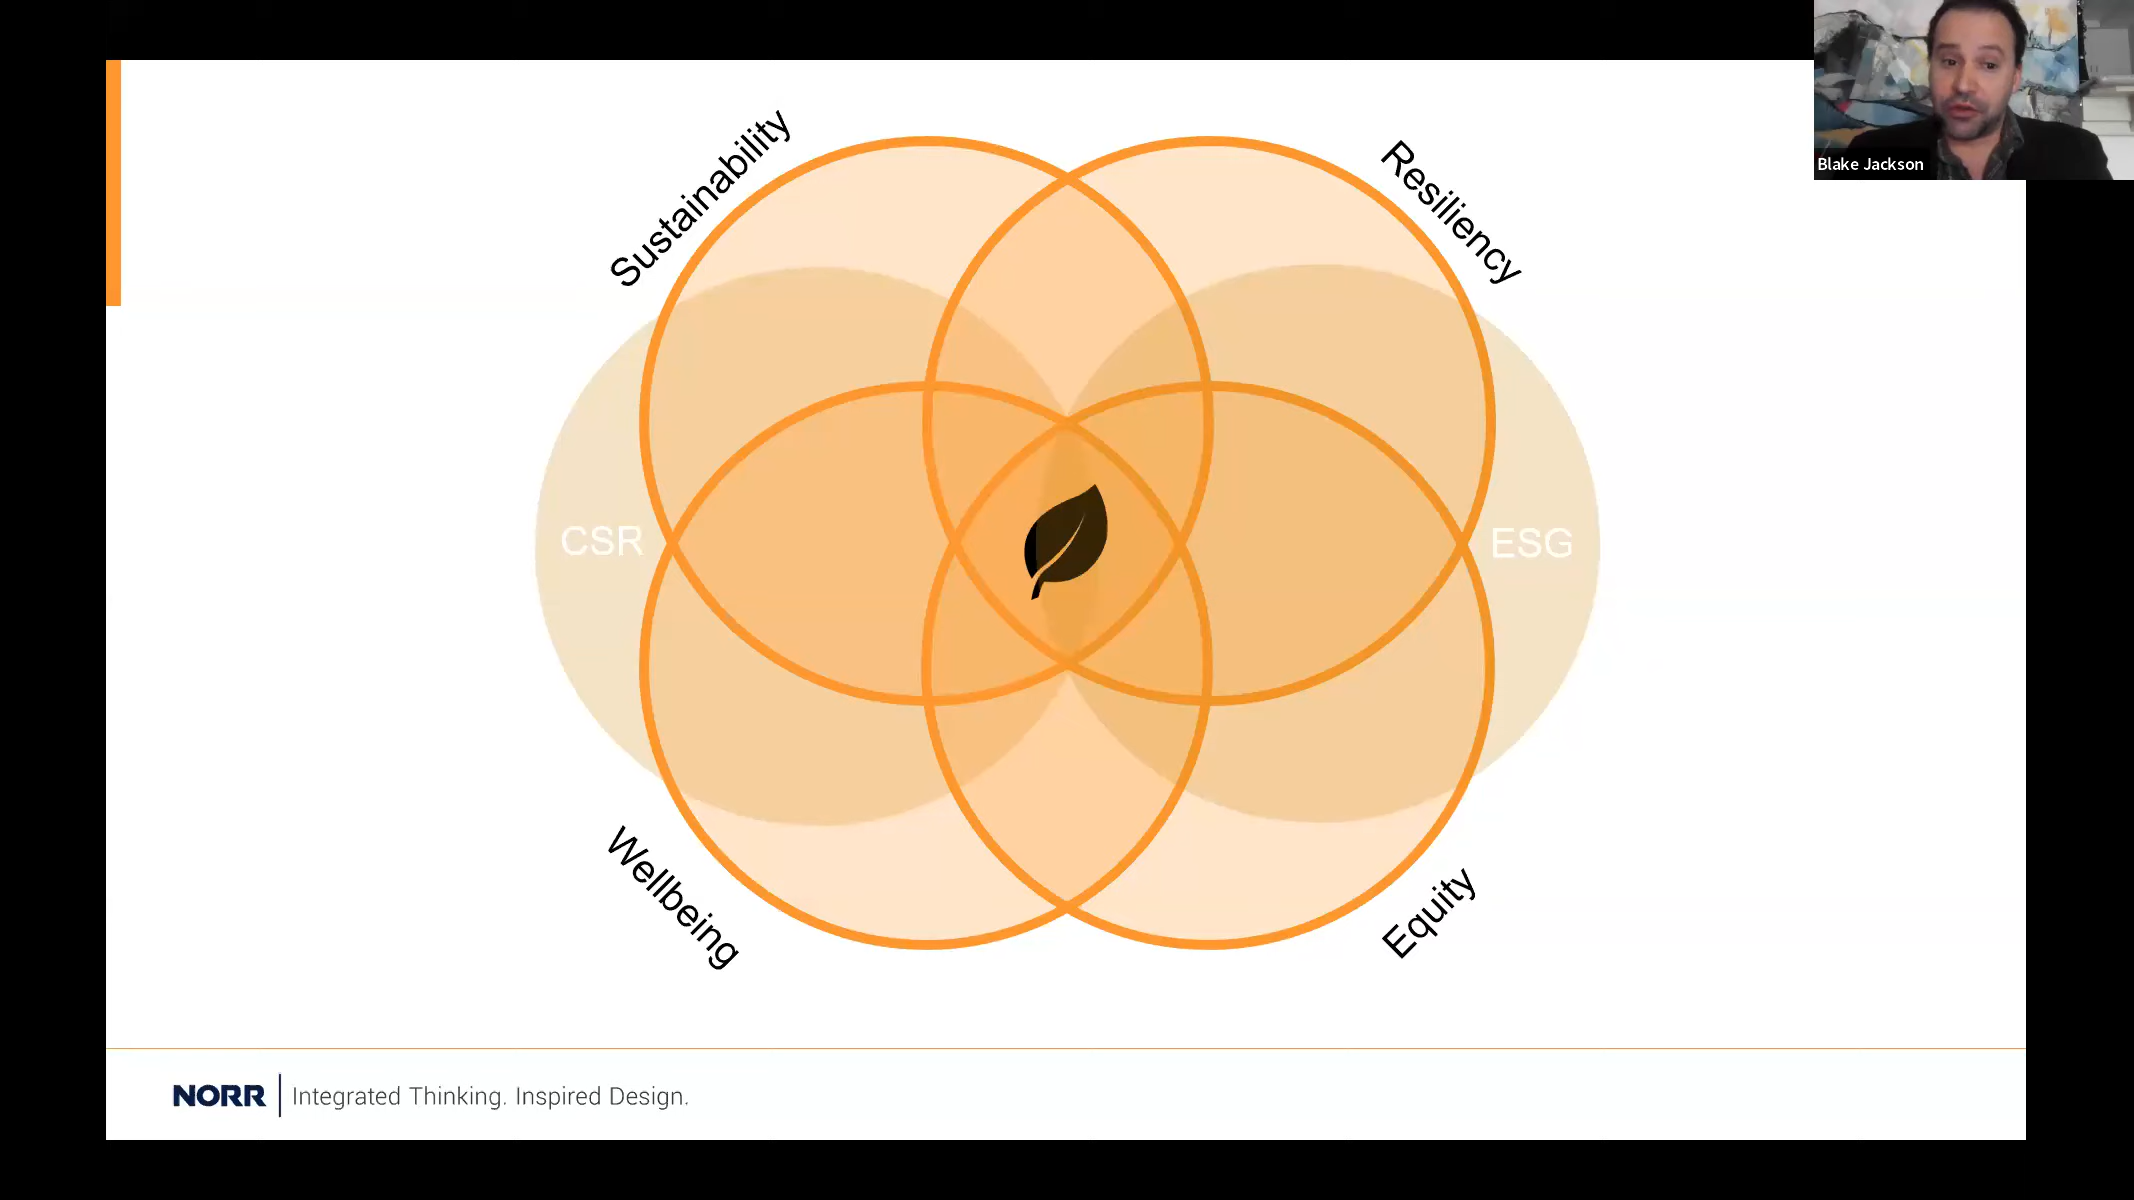 Blake Jackson
Sustainability
Resiliency
CSR
ESG
Wellbeing
Equity
NORR
Integrated Thinking. Inspired Design.